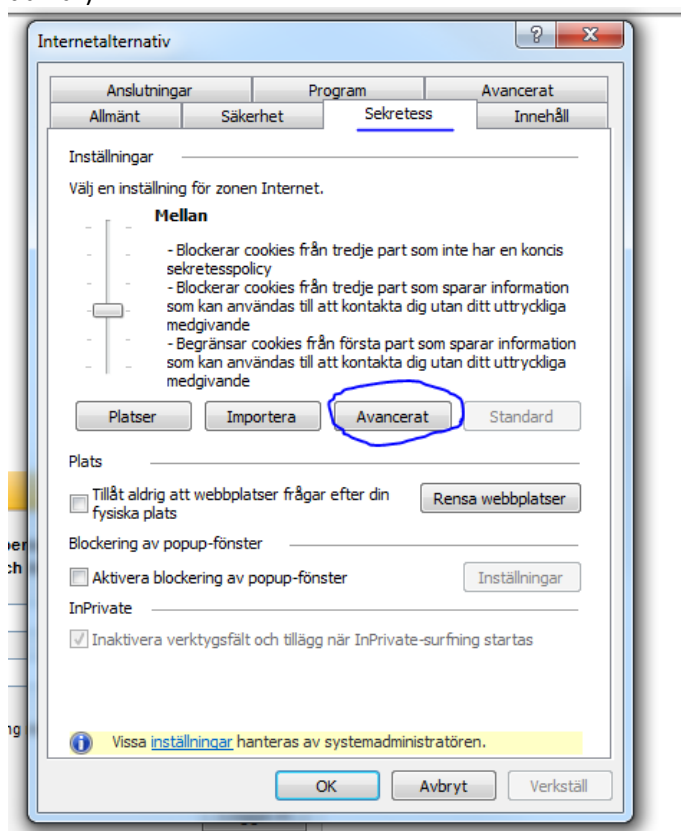 Internetalternativ
Anslutningar Program Avancerat
Allmänt Säkerhet Sekretess Innehåll
Inställningar
Välj en inställning för zonen Internet.
Mellan
- Blockerar cookies från tredje part som inte har en koncis
sekretesspolicy
- Blockerar cookies från tredje part som sparar information
som kan användas till att kontakta dig utan ditt uttryckliga
medgivande
- Begränsar cookies från första part som sparar information
som kan användas till att kontakta dig utan ditt uttryckliga
medgivande
Platser Importera Avancerat Standard
Plats
Tillåt aldrig att webbplatser frågar efter din
fysiska plats
Rensa webbplatser
Blockering av popup-fönster
Aktivera blockering av popup-fönster Inställningar
InPrivate
Inaktivera verktygsfält och tillägg när InPrivate-surfning startas
Vissa inställningar hanteras av systemadministratören.
OK Avbryt Verkställ